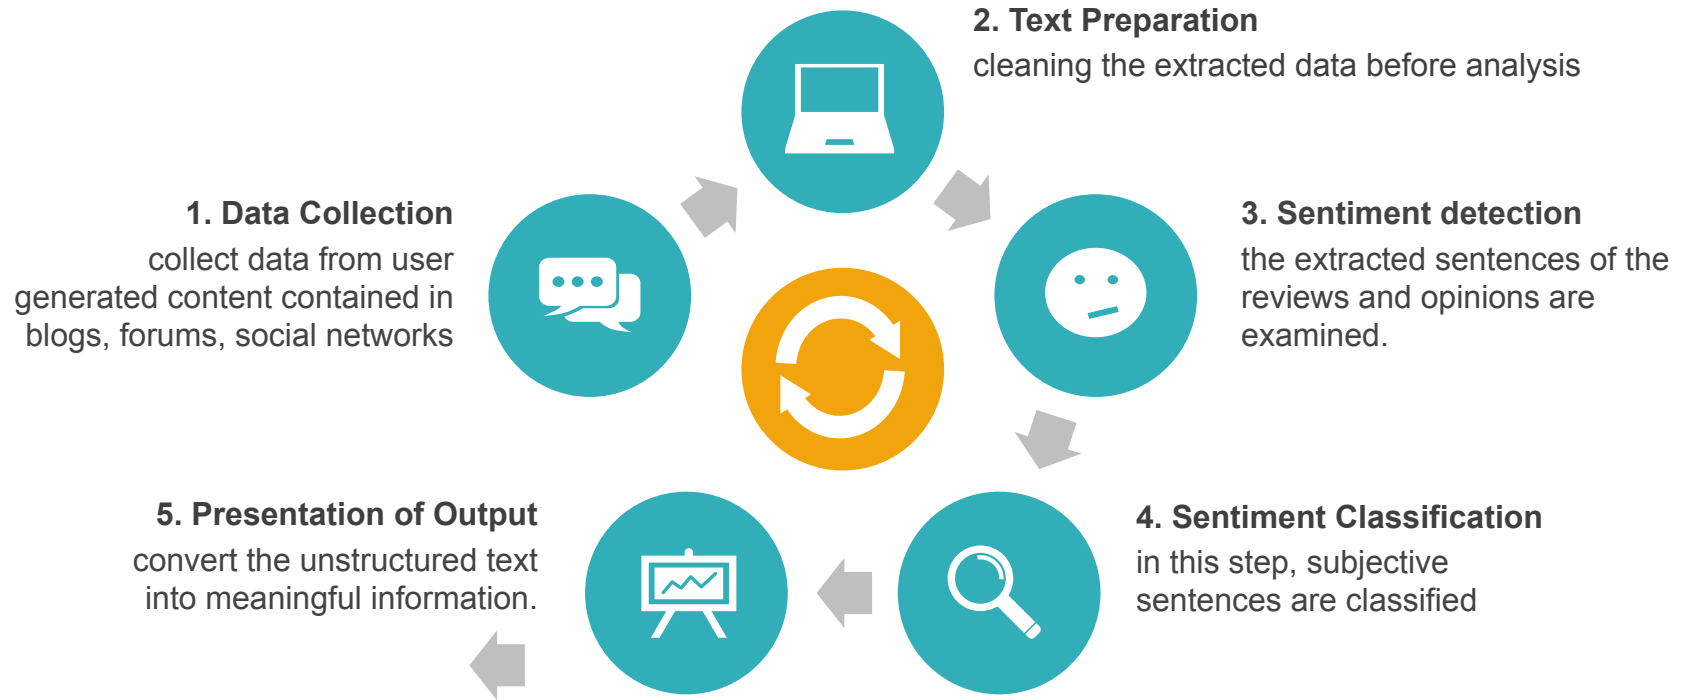 1. Data Collection
collect data from user
generated content contained in
blogs, forums, social networks
2. Text Preparation
cleaning the extracted data before analysis
3. Sentiment detection
the extracted sentences of the
reviews and opinions are
examined.
4. Sentiment Classification
in this step, subjective
sentences are classified
5. Presentation of Output
convert the unstructured text
into meaningful information.